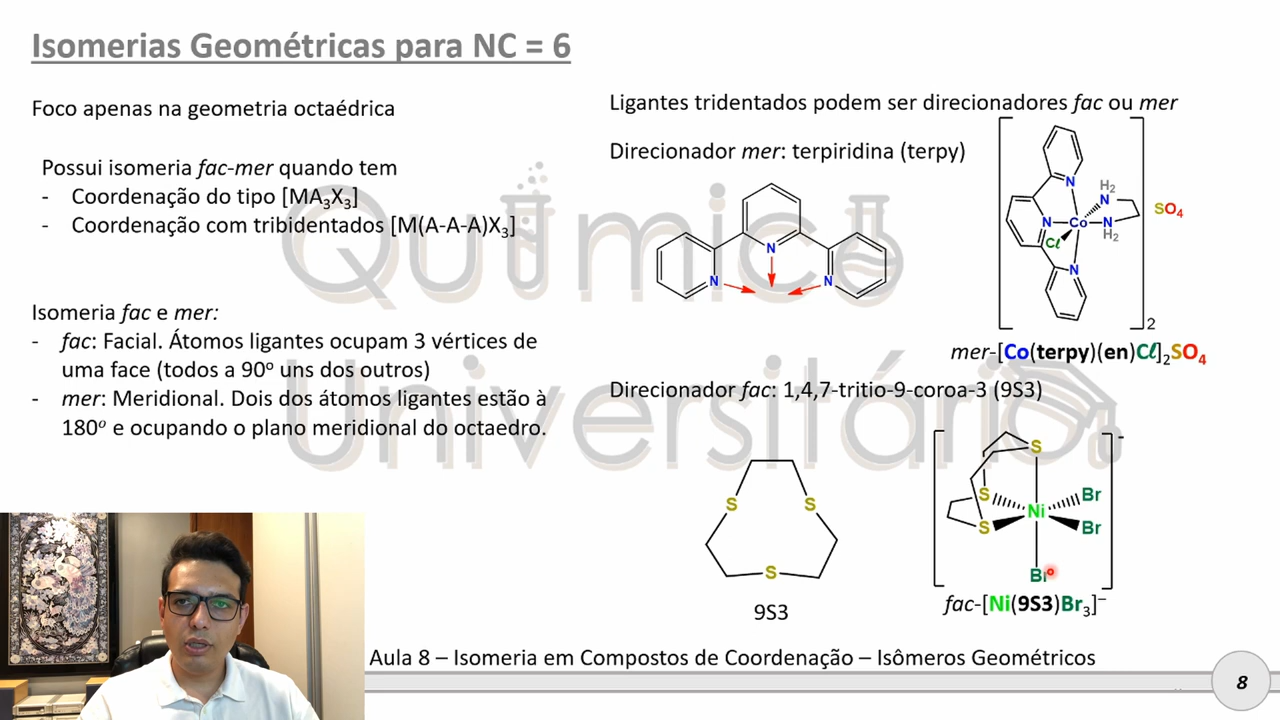 Isomerias Geométricas para NC = 6
Foco apenas na geometria octaédrica
Possui isomeria fac-mer quando tem
- Coordenação do tipo [MA3X3]
- Coordenação com tribidentados [M(A-A-A)X3]
Isomeria fac e mer:
- fac: Facial. Átomos ligantes ocupam 3 vértices de
uma face (todos a 90º uns dos outros)
- mer: Meridional. Dois dos átomos ligantes estão à
180º e ocupando o plano meridional do octaedro.
Ligantes tridentados podem ser direcionadores fac ou mer
Direcionador mer: terpiridina (terpy)
N
N
N
N
N
N
Co
Cℓ
H2
N
N
H2
SO4
2
mer-[Co(terpy)(en)Cℓ]2SO4
Direcionador fac: 1,4,7-tritio-9-coroa-3 (9S3)
S
S
S
9S3
S
S
S
Ni
Br
Br
Br
-
fac-[Ni(9S3)Br3]–
Químico
Universitário
Aula 8 – Isomeria em Compostos de Coordenação – Isômeros Geométricos
8